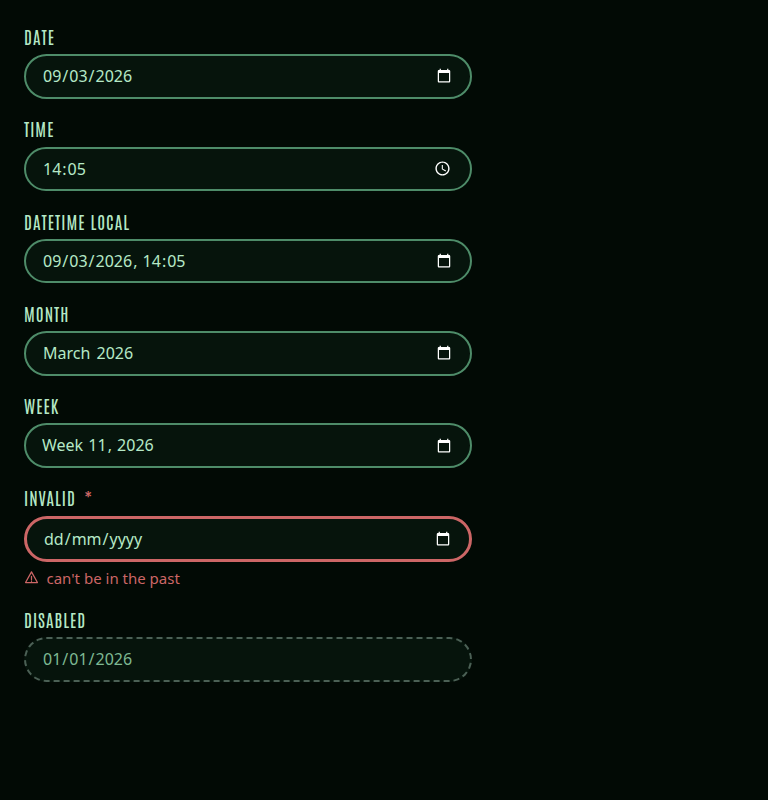 DATE
09/03/2026
TIME
14:05
DATETIME LOCAL
09/03/2026, 14:05
MONTH
March 2026
WEEK
Week 11, 2026
INVALID *
dd/mm/yyyy
can't be in the past
DISABLED
01/01/2026